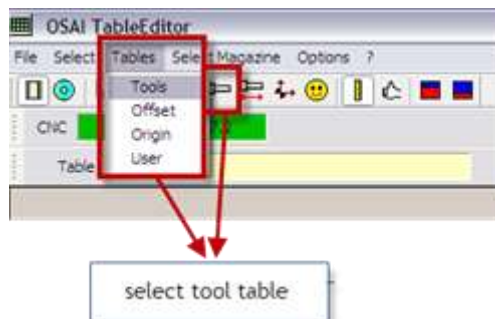 OSAI TableEditor
File Select Tables Select Magazine Options ?
Tools
Offset
Origin
User
CNC
Table
select tool table